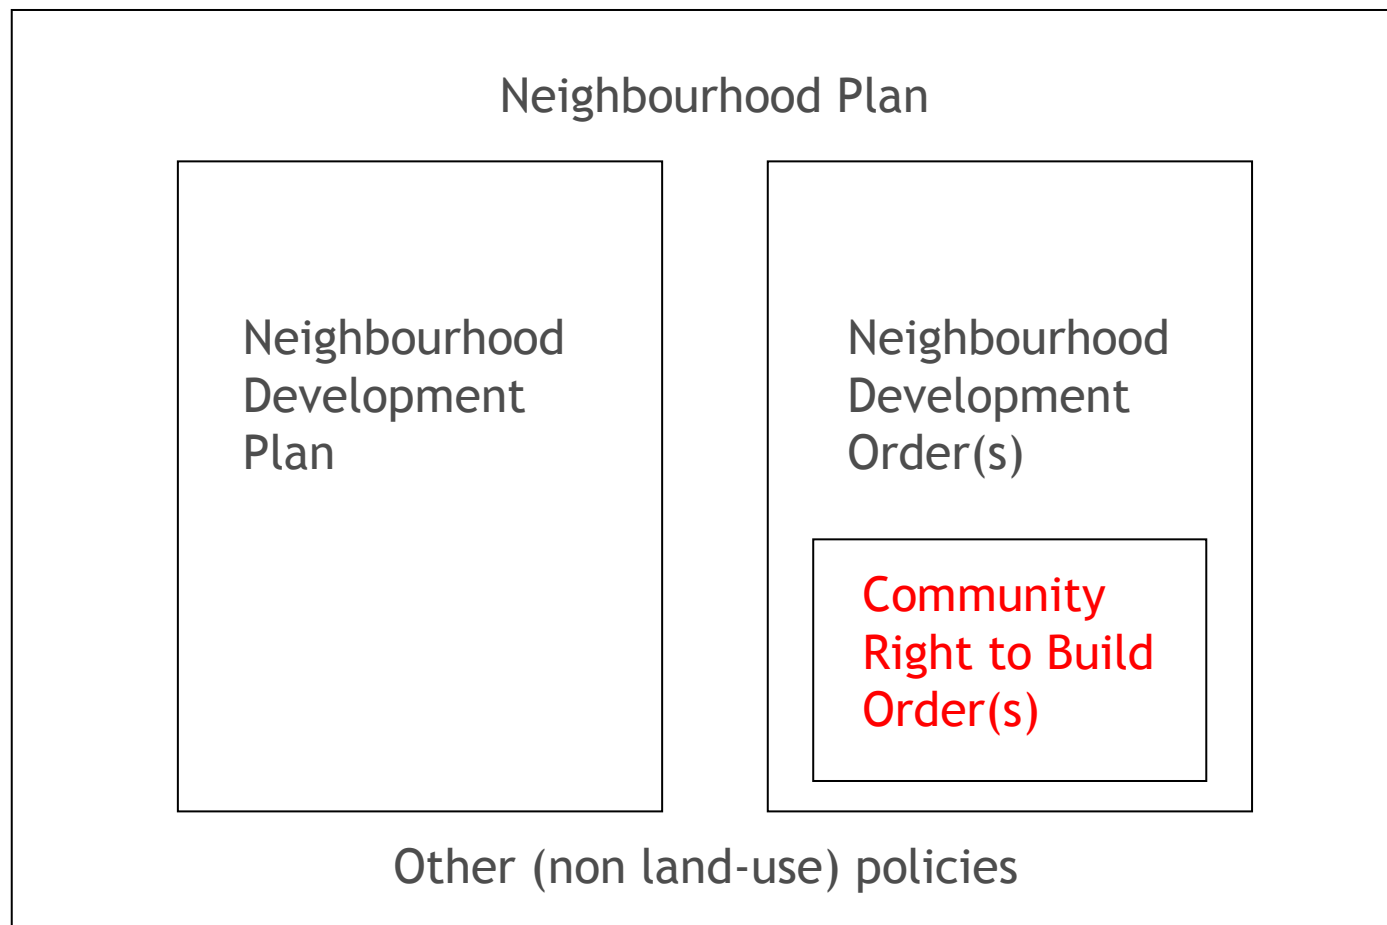 Neighbourhood Plan
Neighbourhood
Development
Plan
Neighbourhood
Development
Order(s)
Community
Right to Build
Order(s)
Other (non land-use) policies